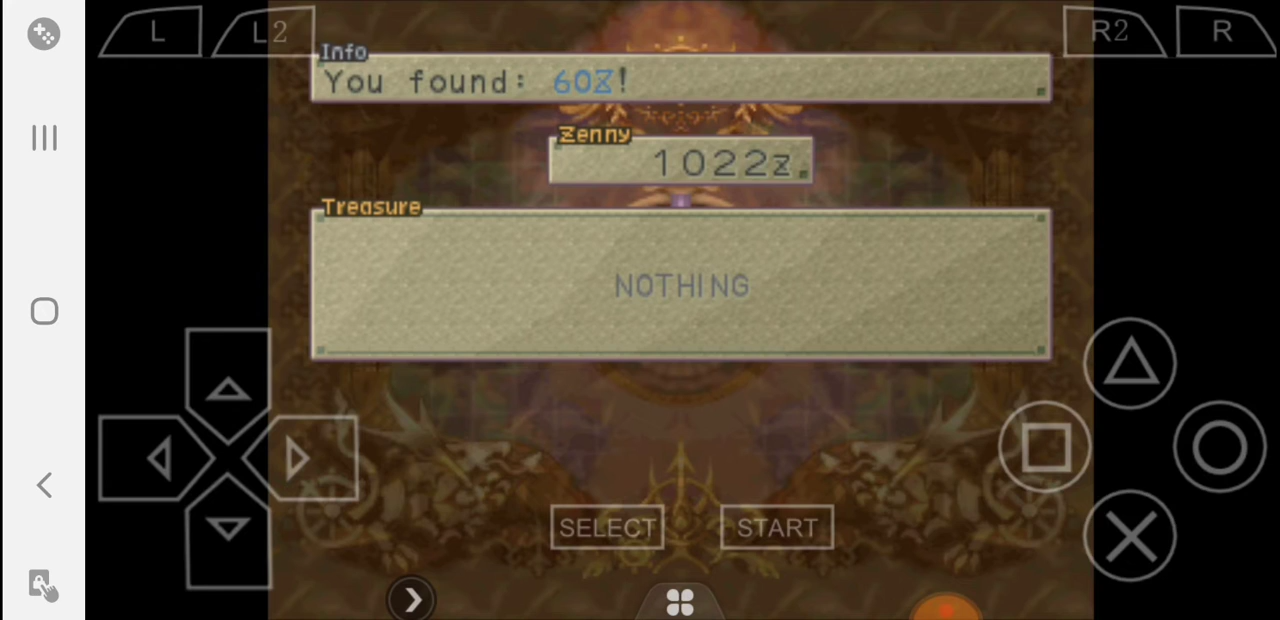 L
L2
R2
R
Info
You found: 60Z!
Zenny
1022z
Treasure
NOTHING
SELECT
START